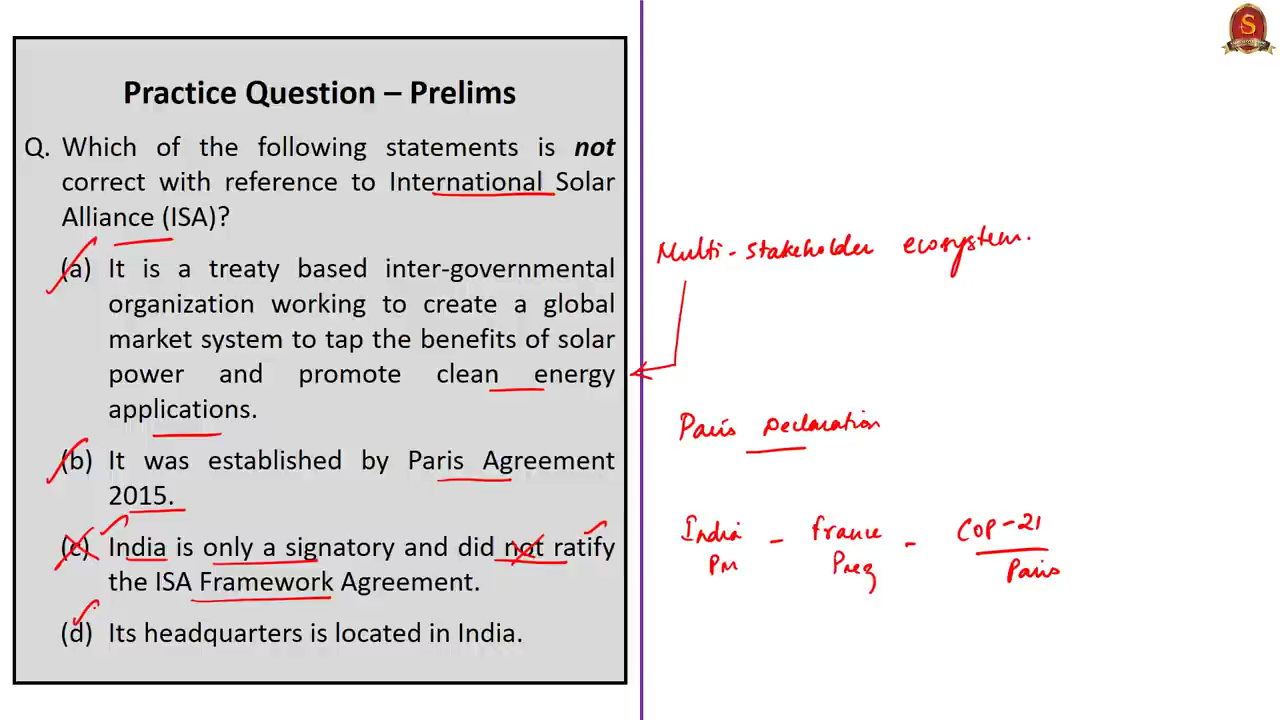 Practice Question – Prelims
Q. Which of the following statements is not
correct with reference to International Solar
Alliance (ISA)?
(a) It is a treaty based inter-governmental
organization working to create a global
market system to tap the benefits of solar
power and promote clean energy
applications.
(b) It was established by Paris Agreement
2015.
(c) India is only a signatory and did not ratify
the ISA Framework Agreement.
(d) Its headquarters is located in India.
Multi-stakeholder ecosystem.
Paris Declaration
India - France - COP-21
PM Paris
S